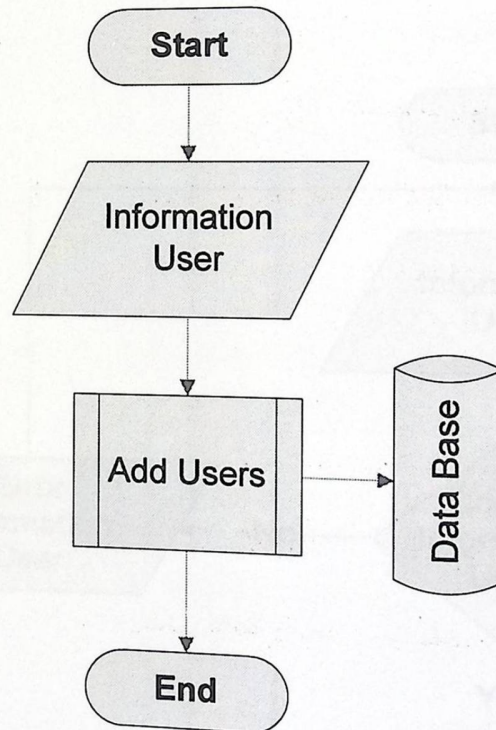 Start
Information
User
Add Users
Data Base
End